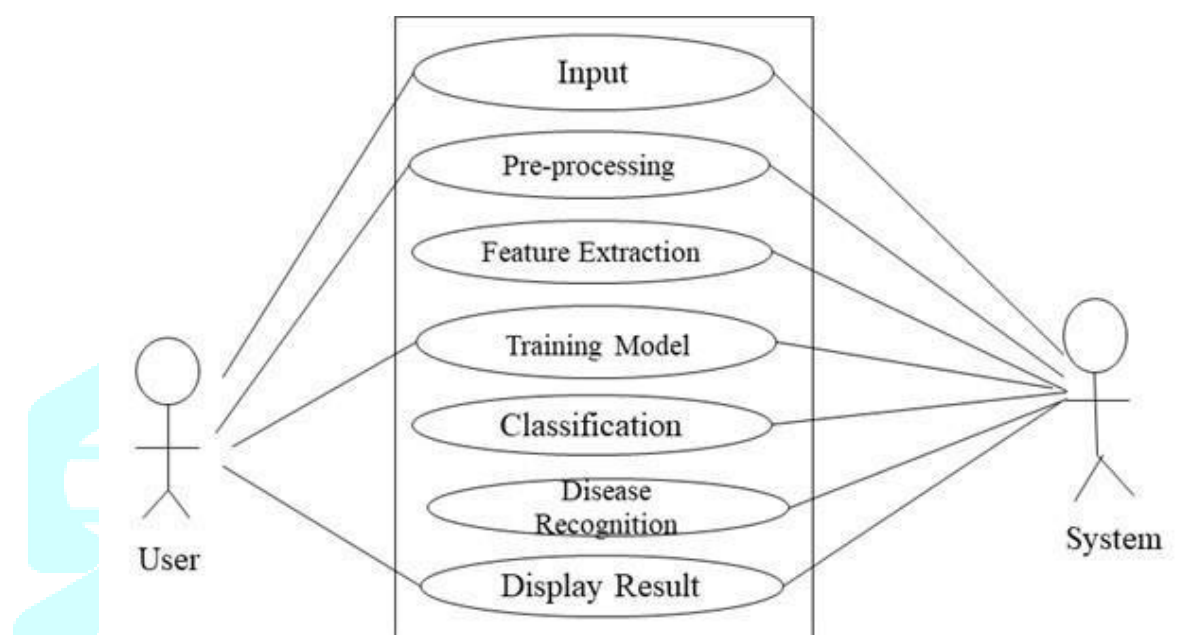 Input
Pre-processing
Feature Extraction
Training Model
Classification
Disease
Recognition
Display Result
User
System